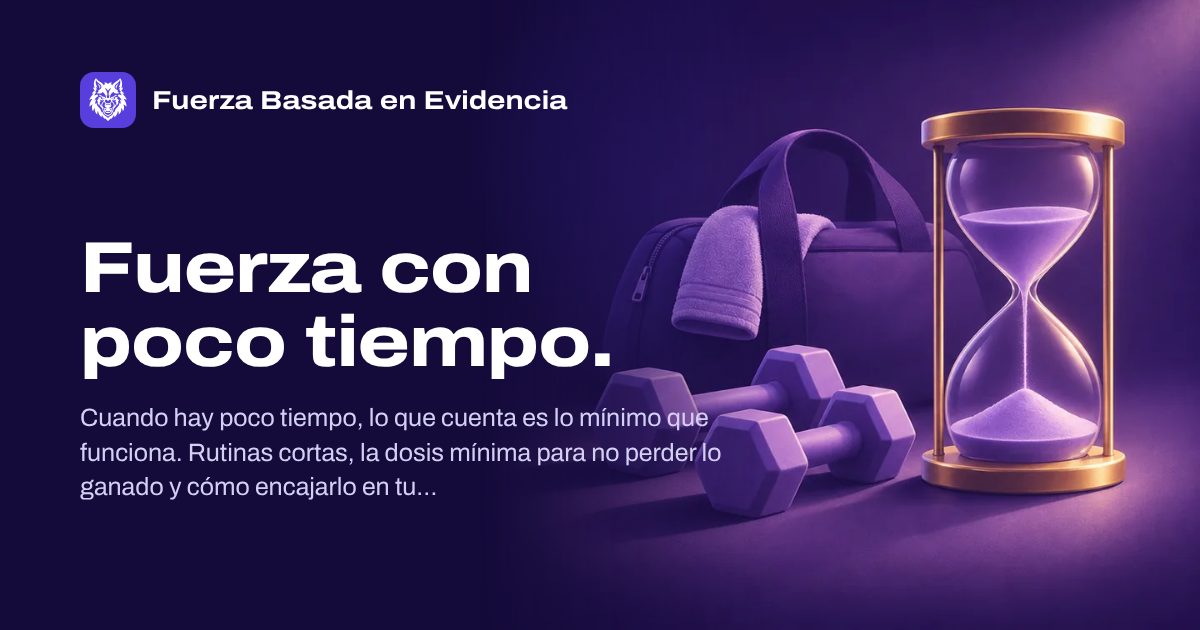 Fuerza Basada en Evidencia
Fuerza con
poco tiempo.
Cuando hay poco tiempo, lo que cuenta es lo mínimo que
funciona. Rutinas cortas, la dosis mínima para no perder lo
ganado y cómo encajarlo en tu...